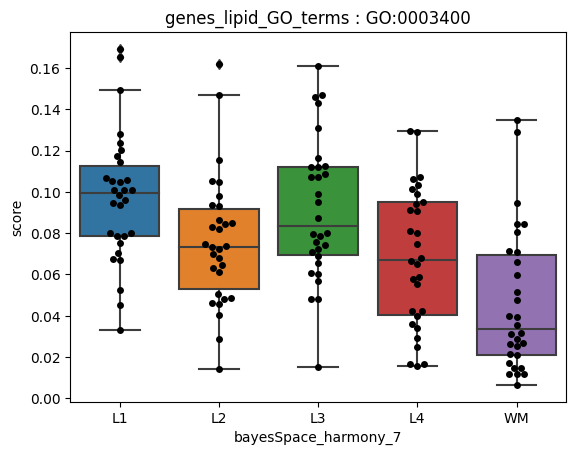 genes_lipid_GO_terms : GO:0003400
score
0.16
0.14
0.12
0.10
0.08
0.06
0.04
0.02
0.00
L1 L2 L3 L4 WM
bayesSpace_harmony_7